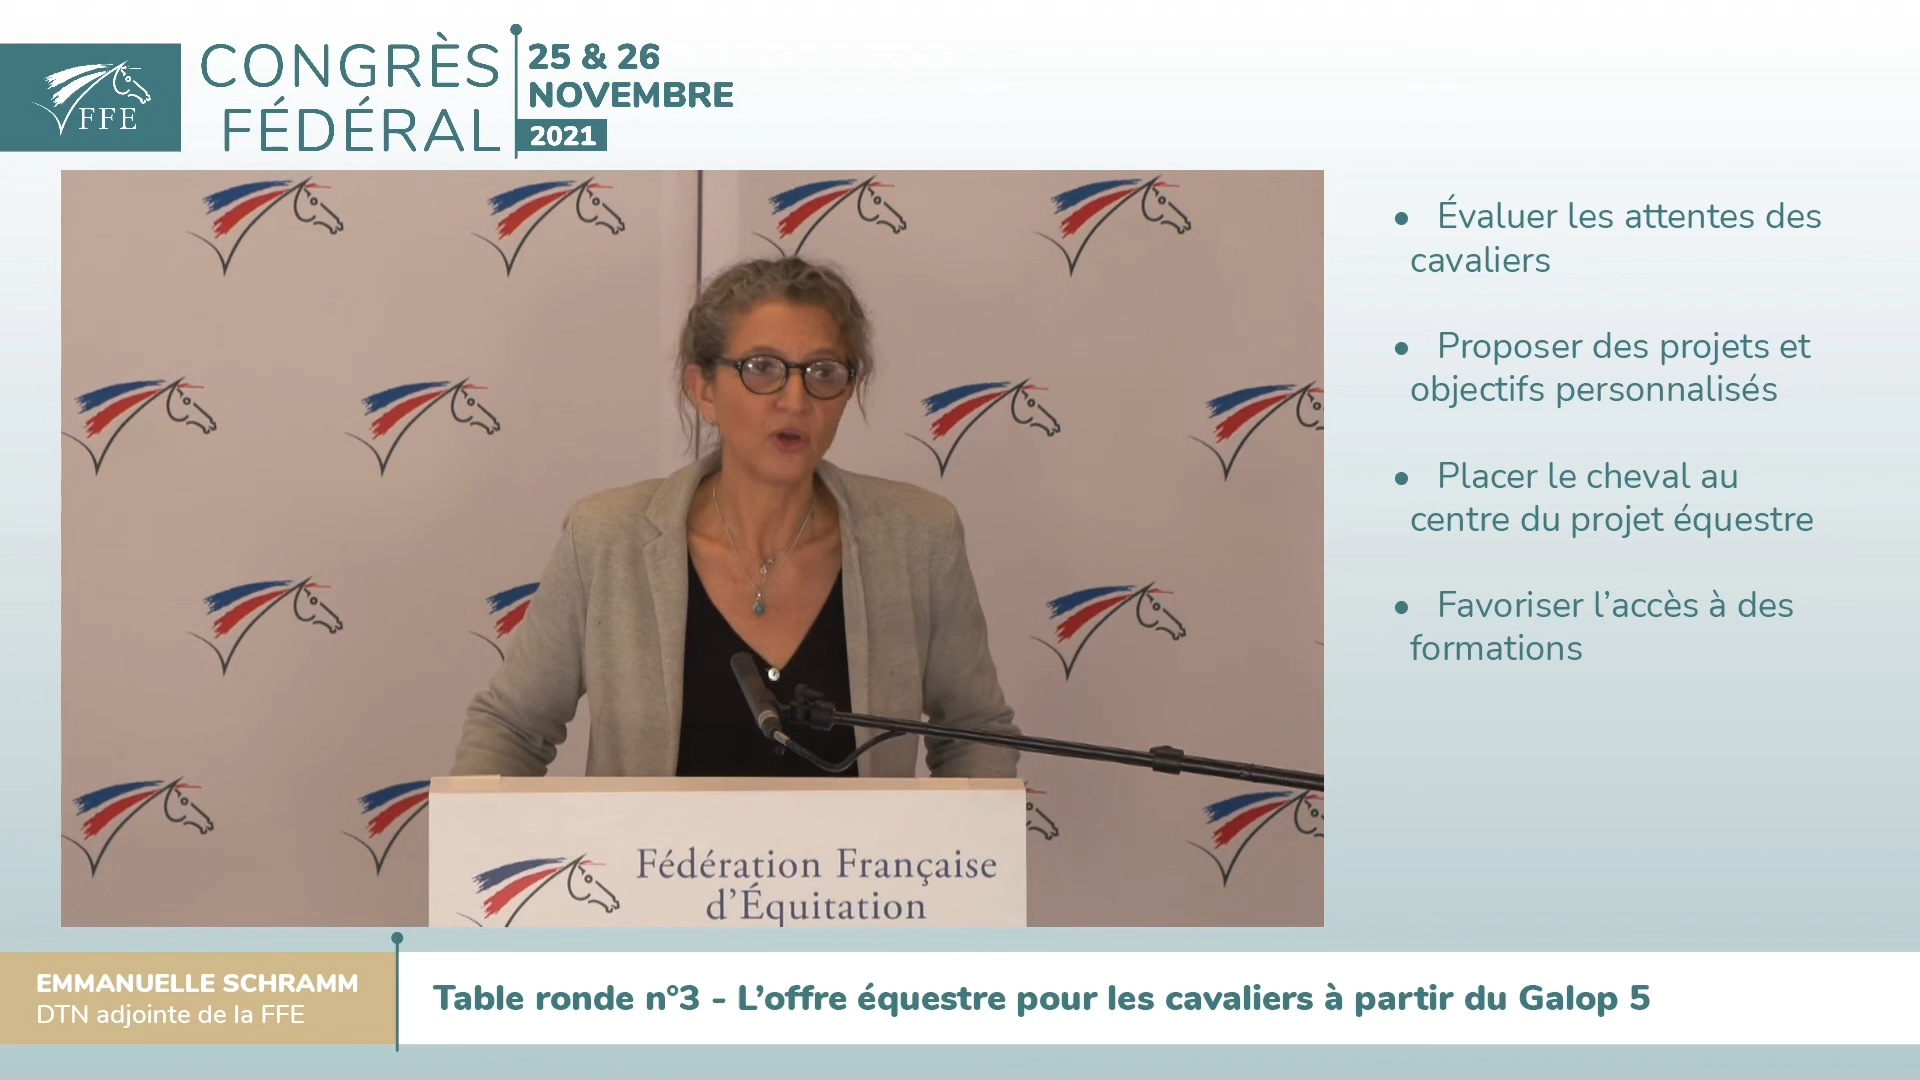 FFE
CONGRÈS
FÉDÉRAL
25 & 26
NOVEMBRE
2021
• Évaluer les attentes des
cavaliers
• Proposer des projets et
objectifs personnalisés
• Placer le cheval au
centre du projet équestre
• Favoriser l’accès à des
formations
Fédération Française
d’Équitation
EMMANUELLE SCHRAMM
DTN adjointe de la FFE
Table ronde n°3 - L’offre équestre pour les cavaliers à partir du Galop 5